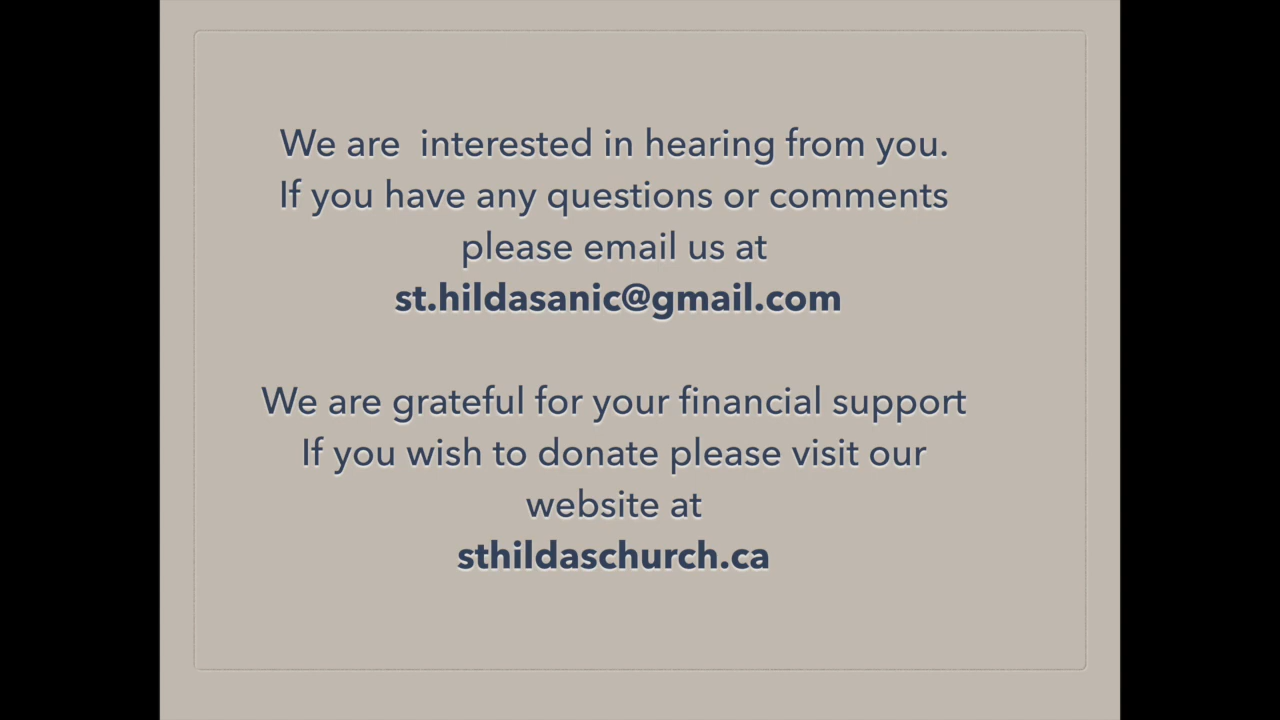 We are  interested in hearing from you.
If you have any questions or comments
please email us at
st.hildasanic@gmail.com
We are grateful for your financial support
If you wish to donate please visit our
website at
sthildaschurch.ca